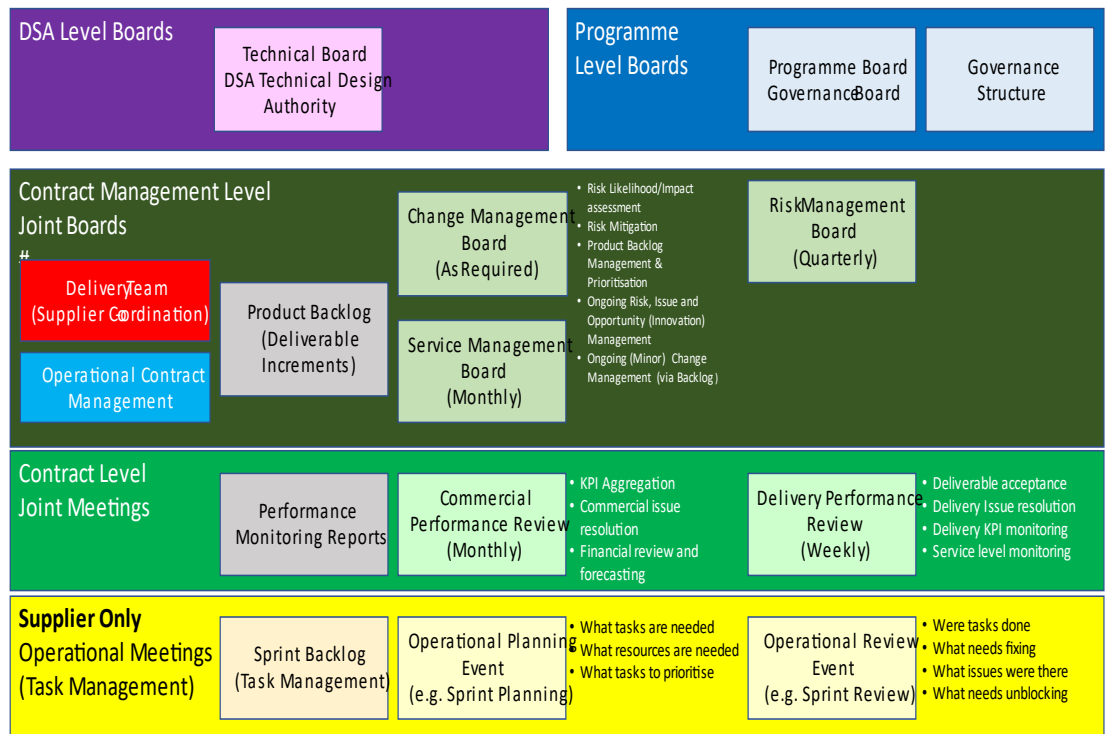 DSA Level Boards
Technical Board
DSA Technical Design
Authority
Programme
Level Boards
Programme Board
Governance Board
Governance
Structure
Contract Management Level
Joint Boards
#
Delivery Team
(Supplier Coordination)
Operational Contract
Management
Product Backlog
(Deliverable
Increments)
Change Management
Board
(As Required)
Service Management
Board
(Monthly)
• Risk Likelihood/Impact
assessment
• Risk Mitigation
• Product Backlog
Management &
Prioritisation
• Ongoing Risk, Issue and
Opportunity (Innovation)
Management
• Ongoing (Minor) Change
Management (via Backlog)
Risk Management
Board
(Quarterly)
Contract Level
Joint Meetings
Performance
Monitoring Reports
Commercial
Performance Review
(Monthly)
• KPI Aggregation
• Commercial issue
resolution
• Financial review and
forecasting
Delivery Performance
Review
(Weekly)
• Deliverable acceptance
• Delivery Issue resolution
• Delivery KPI monitoring
• Service level monitoring
Supplier Only
Operational Meetings
(Task Management)
Sprint Backlog
(Task Management)
Operational Planning
Event
(e.g. Sprint Planning)
• What tasks are needed
• What resources are needed
• What tasks to prioritise
Operational Review
Event
(e.g. Sprint Review)
• Were tasks done
• What needs fixing
• What issues were there
• What needs unblocking